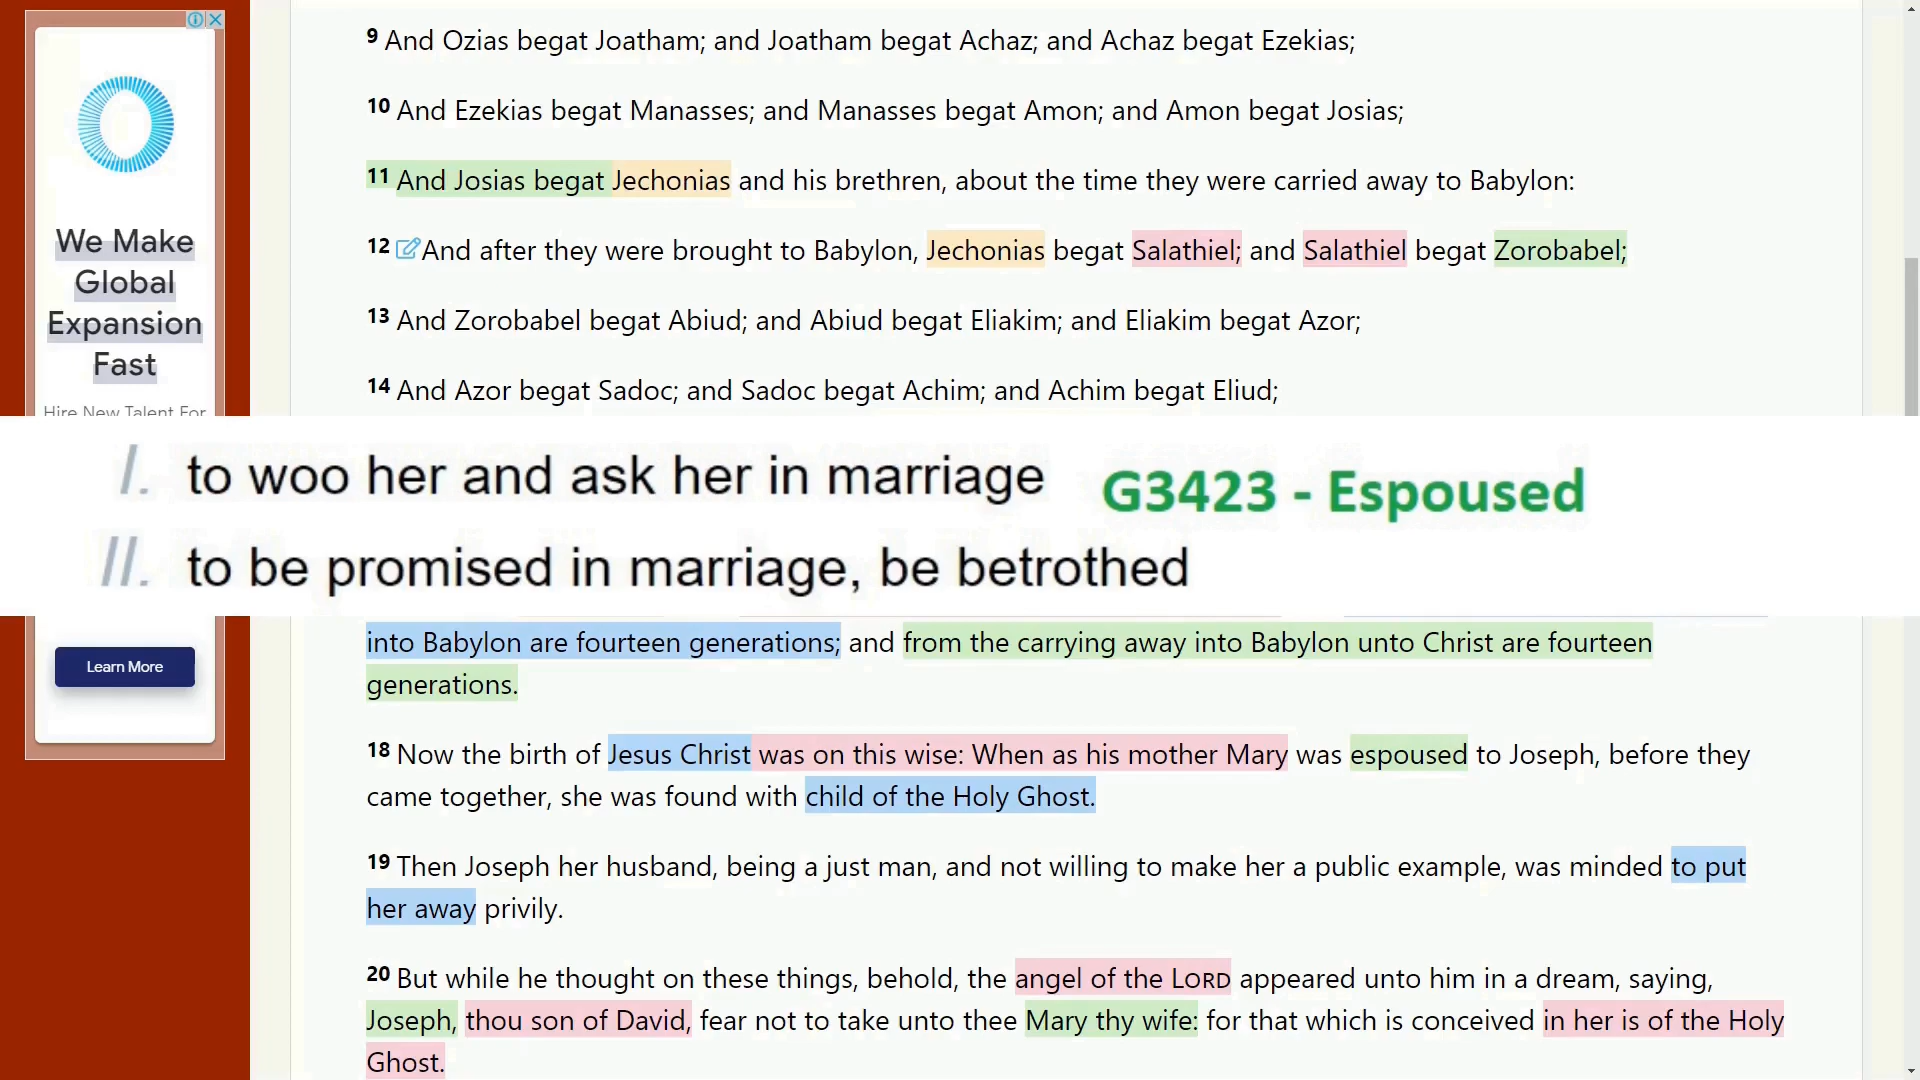 9 And Ozias begat Joatham; and Joatham begat Achaz; and Achaz begat Ezekias;
10 And Ezekias begat Manasses; and Manasses begat Amon; and Amon begat Josias;
11 And Josias begat Jechonias and his brethren, about the time they were carried away to Babylon:
12 And after they were brought to Babylon, Jechonias begat Salathiel; and Salathiel begat Zorobabel;
13 And Zorobabel begat Abiud; and Abiud begat Eliakim; and Eliakim begat Azor;
14 And Azor begat Sadoc; and Sadoc begat Achim; and Achim begat Eliud;
We Make
Global
Expansion
Fast
Hire New Talent For
I. to woo her and ask her in marriage
G3423 - Espoused
II. to be promised in marriage, be betrothed
Learn More
into Babylon are fourteen generations; and from the carrying away into Babylon unto Christ are fourteen
generations.
18 Now the birth of Jesus Christ was on this wise: When as his mother Mary was espoused to Joseph, before they
came together, she was found with child of the Holy Ghost.
19 Then Joseph her husband, being a just man, and not willing to make her a public example, was minded to put
her away privily.
20 But while he thought on these things, behold, the angel of the LORD appeared unto him in a dream, saying,
Joseph, thou son of David, fear not to take unto thee Mary thy wife: for that which is conceived in her is of the Holy
Ghost.